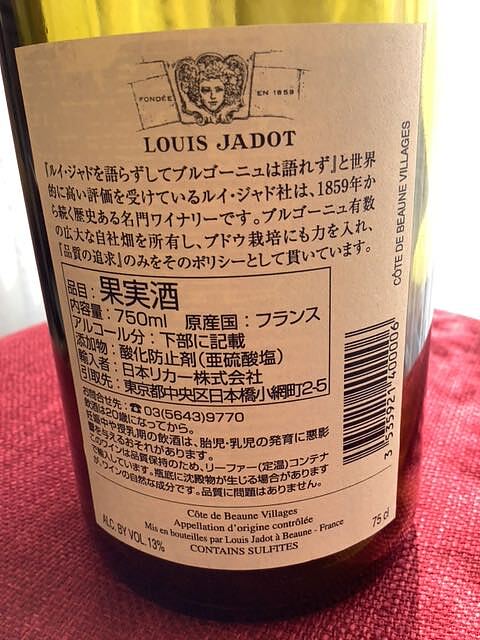 FONDÉE EN 1859
LOUIS JADOT
『ルイ・ジャドを語らずしてブルゴーニュは語れず』と世界
的に高い評価を受けているルイ・ジャド社は、1859年か
ら続く歴史ある名門ワイナリーです。ブルゴーニュ有数
の広大な自社畑を所有し、ブドウ栽培にも力を入れ、
『品質の追求』のみをそのポリシーとして貫いています。
品目：果実酒
内容量：750ml 原産国：フランス
アルコール分：下部に記載
添加物：酸化防止剤(亜硫酸塩)
輸入者：日本リカー株式会社
引取先：東京都中央区日本橋小網町2-5
お問合せ先：☎03(5643)9770
飲酒は20歳になってから。
妊娠中や授乳期の飲酒は、胎児・乳児の発育に悪影
響を与えるおそれがあります。
このワインは品質保持のため、リーファー(定温)コンテナ
で輸入しています。瓶底に沈殿物が生じる場合があります
が、ワインの自然な成分です。品質に問題はありません。
Côte de Beaune Villages
Appellation d'origine contrôlée
Mis en bouteilles par Louis Jadot à Beaune - France
CONTAINS SULFITES
ALC. BY VOL. 13%
75 cl
CÔTE DE BEAUNE VILLAGES
3 535921 400006